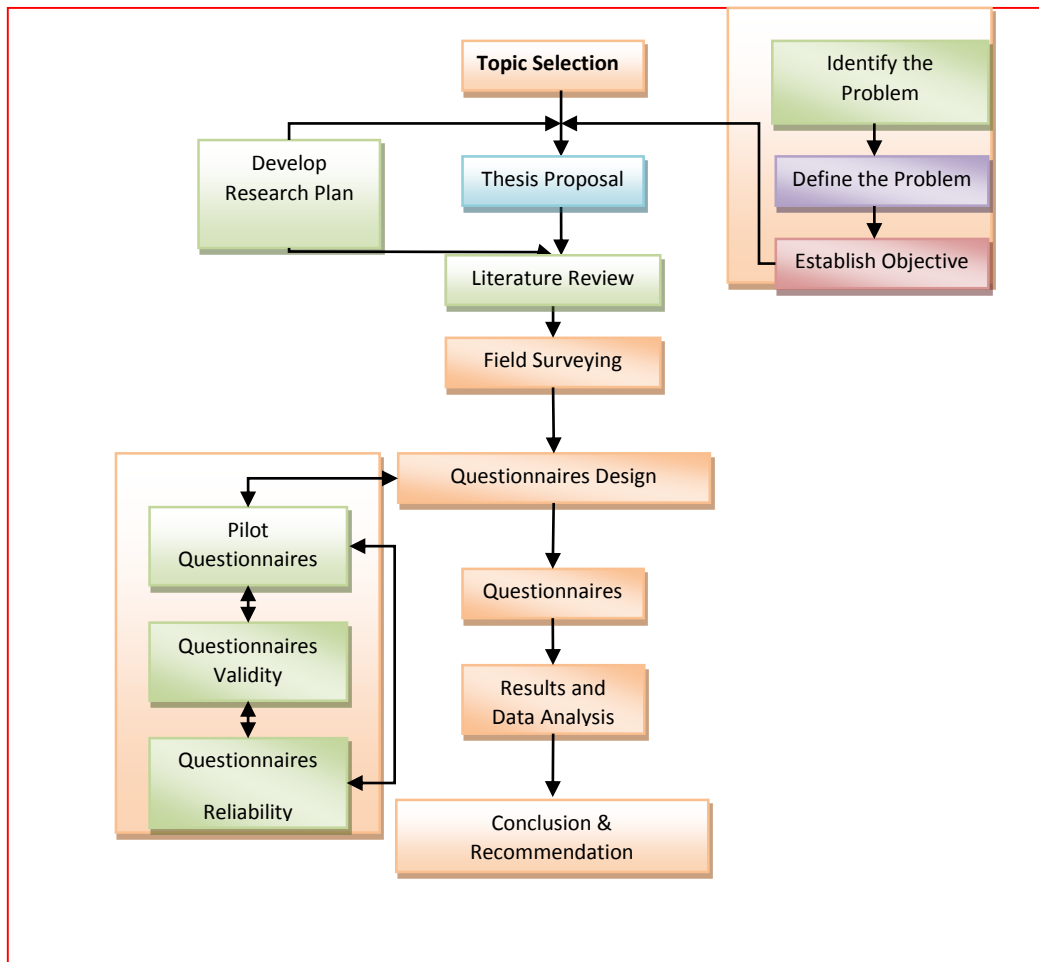 Topic Selection
Identify the
Problem
Develop
Research Plan
Thesis Proposal
Define the Problem
Establish Objective
Literature Review
Field Surveying
Questionnaires Design
Pilot
Questionnaires
Questionnaires
Validity
Questionnaires
Reliability
Questionnaires
Results and
Data Analysis
Conclusion &
Recommendation